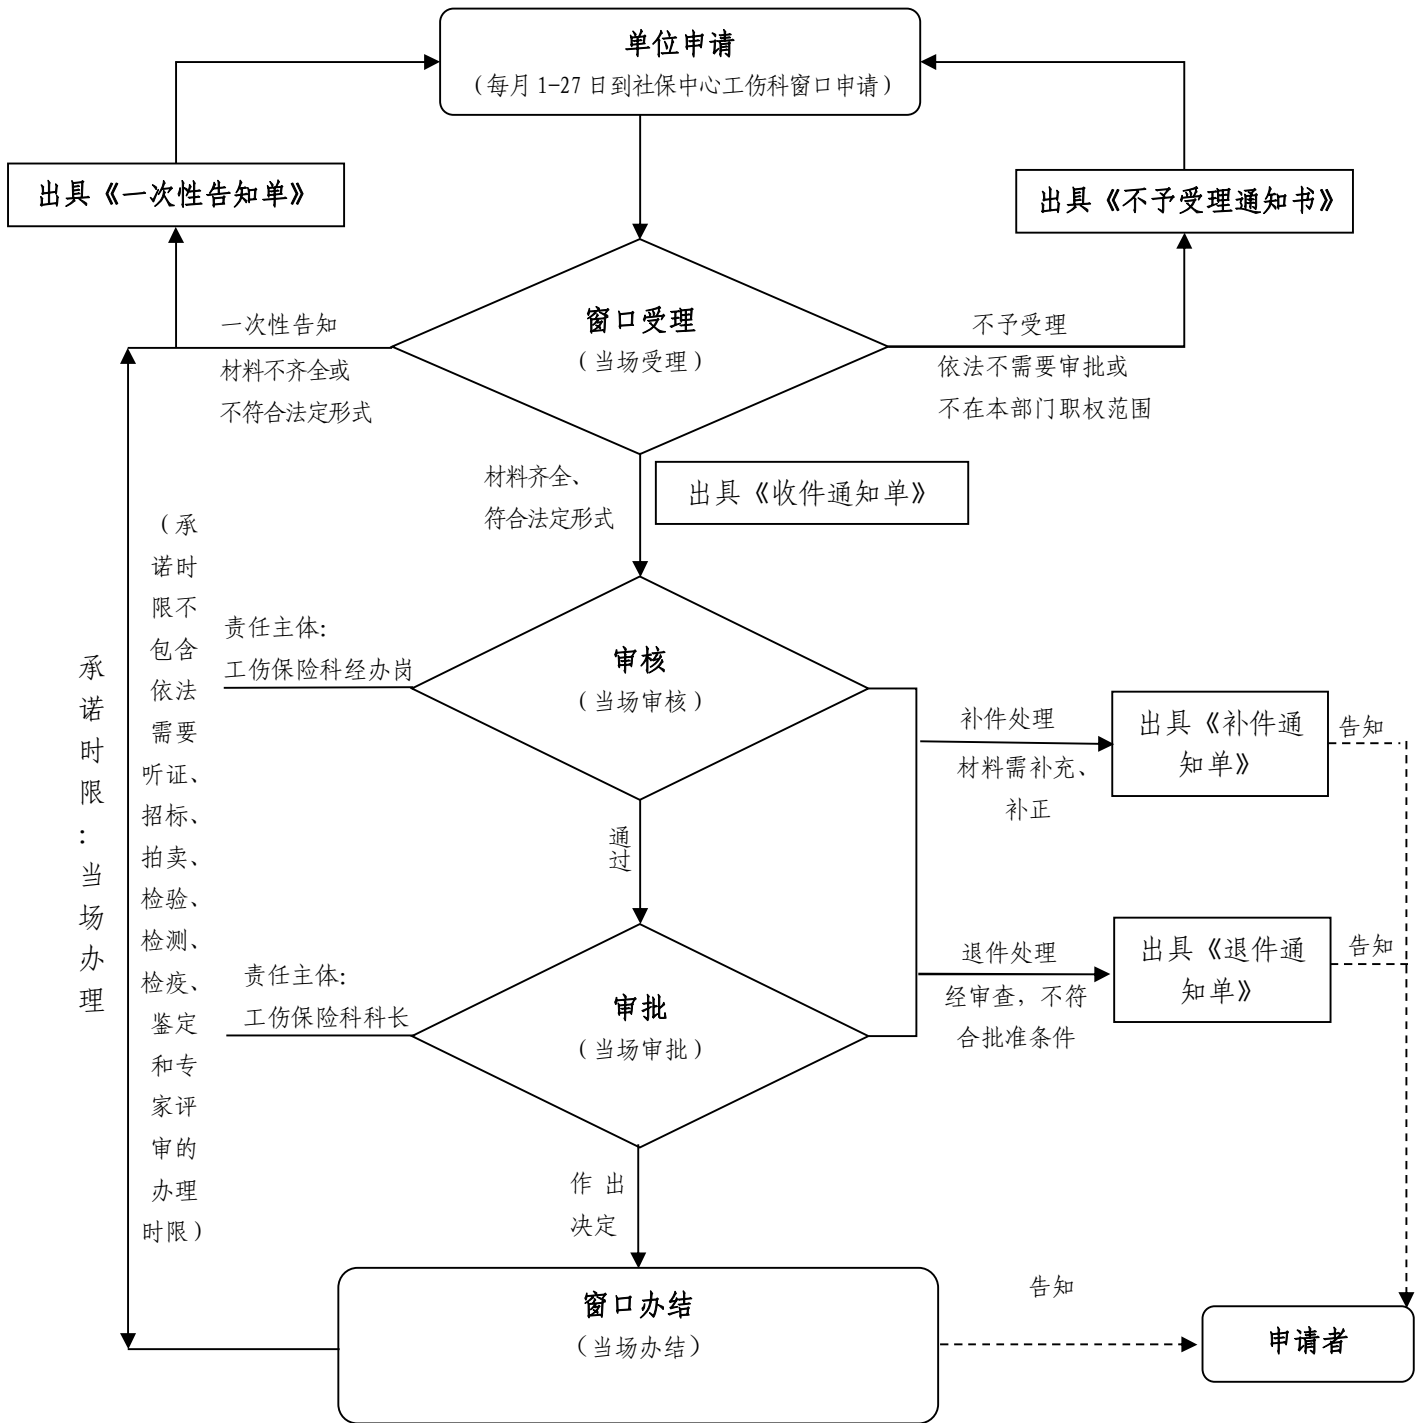 单位申请
（每月 1-27 日到社保中心工伤科窗口申请）
出具《一次性告知单》
出具《不予受理通知书》
窗口受理
（当场受理）
一次性告知
材料不齐全或
不符合法定形式
不予受理
依法不需要审批或
不在本部门职权范围
材料齐全、
符合法定形式
出具《收件通知单》
承诺时限：当场办理
（承
诺时
限不
包含
依法
需要
听证、
招标、
拍卖、
检验、
检测、
检疫、
鉴定
和专
家评
审的
办理
时限）
责任主体:
工伤保险科经办岗
审核
（当场审核）
补件处理
材料需补充、
补正
出具《补件通
知单》
告知
通过
责任主体:
工伤保险科科长
审批
（当场审批）
退件处理
经审查，不符
合批准条件
出具《退件通
知单》
告知
作 出
决定
窗口办结
（当场办结）
告知
申请者